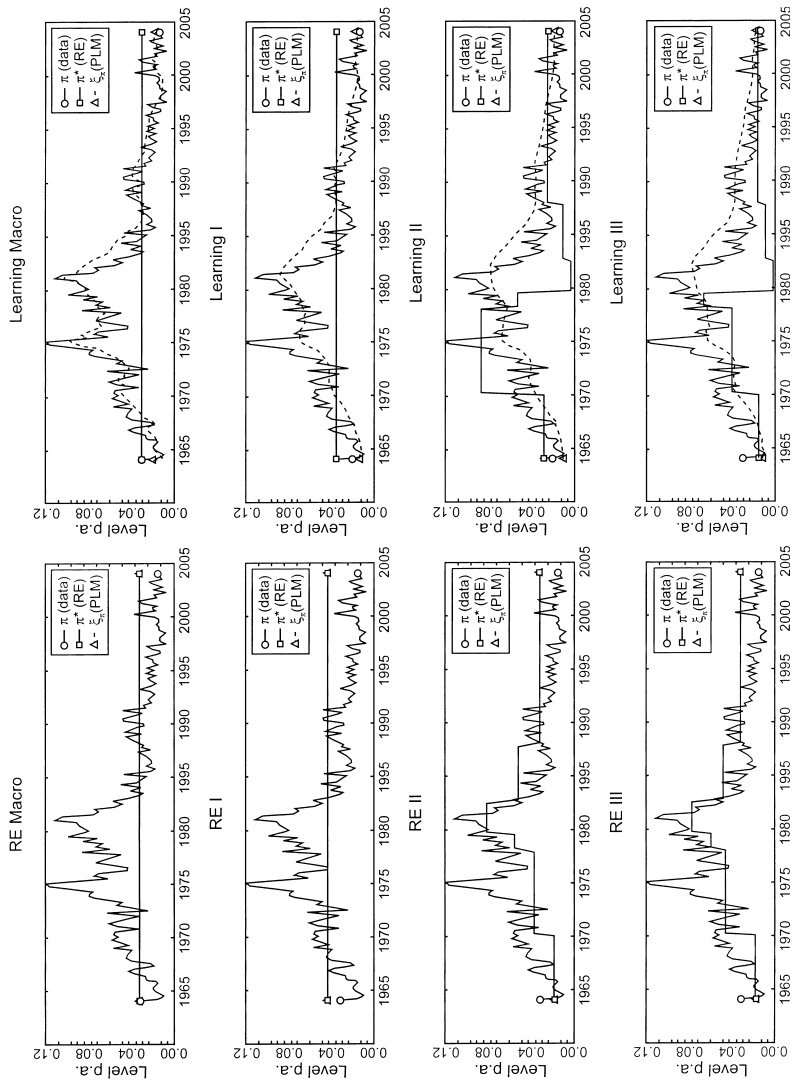 RE Macro
Level p.a.
0.12
0.08
0.04
0.00
π (data)
π* (RE)
ξπ(PLM)
1965 1970 1975 1980 1995 1990 1995 2000 2005
Learning Macro
Level p.a.
0.12
0.08
0.04
0.00
π (data)
π* (RE)
ξπ(PLM)
1965 1970 1975 1980 1995 1990 1995 2000 2005
RE I
Level p.a.
0.12
0.08
0.04
0.00
π (data)
π* (RE)
ξπ(PLM)
1965 1970 1975 1980 1995 1990 1995 2000 2005
Learning I
Level p.a.
0.12
0.08
0.04
0.00
π (data)
π* (RE)
ξπ(PLM)
1965 1970 1975 1980 1995 1990 1995 2000 2005
RE II
Level p.a.
0.12
0.08
0.04
0.00
π (data)
π* (RE)
ξπ(PLM)
1965 1970 1975 1980 1995 1990 1995 2000 2005
Learning II
Level p.a.
0.12
0.08
0.04
0.00
π (data)
π* (RE)
ξπ(PLM)
1965 1970 1975 1980 1995 1990 1995 2000 2005
RE III
Level p.a.
0.12
0.08
0.04
0.00
π (data)
π* (RE)
ξπ(PLM)
1965 1970 1975 1980 1995 1990 1995 2000 2005
Learning III
Level p.a.
0.12
0.08
0.04
0.00
π (data)
π* (RE)
ξπ(PLM)
1965 1970 1975 1980 1995 1990 1995 2000 2005